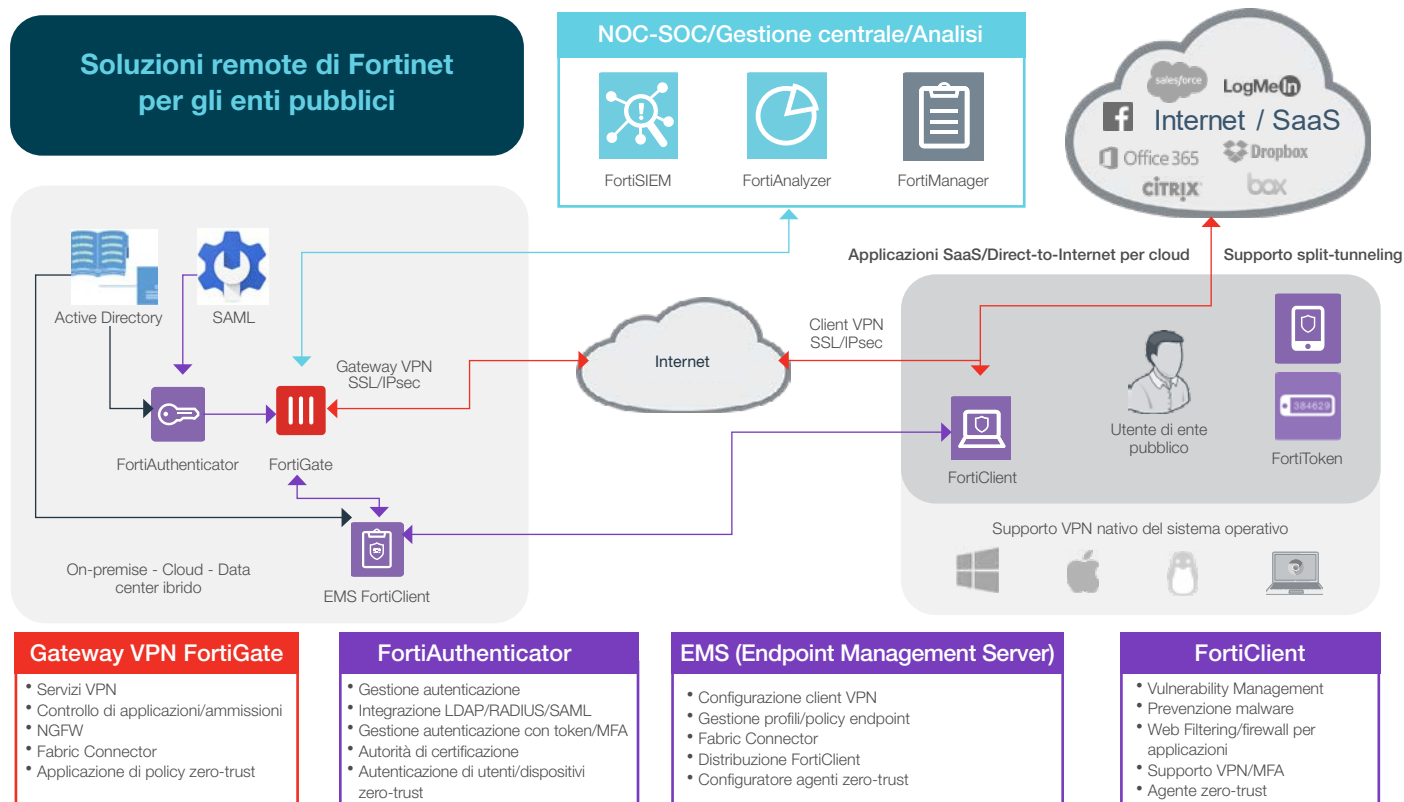 Soluzioni remote di Fortinet
per gli enti pubblici
NOC-SOC/Gestione centrale/Analisi
FortiSIEM
FortiAnalyzer
FortiManager
salesforce
LogMeIn
Internet / SaaS
Office 365
Dropbox
CİTRIX
box
Applicazioni SaaS/Direct-to-Internet per cloud
Supporto split-tunneling
Active Directory
SAML
Gateway VPN
SSL/IPsec
Internet
Client VPN
SSL/IPsec
FortiAuthenticator
FortiGate
384629
Utente di ente
pubblico
FortiToken
FortiClient
On-premise - Cloud - Data
center ibrido
EMS FortiClient
Supporto VPN nativo del sistema operativo
Gateway VPN FortiGate
• Servizi VPN
• Controllo di applicazioni/ammissioni
• NGFW
• Fabric Connector
• Applicazione di policy zero-trust
FortiAuthenticator
• Gestione autenticazione
• Integrazione LDAP/RADIUS/SAML
• Gestione autenticazione con token/MFA
• Autorità di certificazione
• Autenticazione di utenti/dispositivi
zero-trust
EMS (Endpoint Management Server)
• Configurazione client VPN
• Gestione profili/policy endpoint
• Fabric Connector
• Distribuzione FortiClient
• Configuratore agenti zero-trust
FortiClient
• Vulnerability Management
• Prevenzione malware
• Web Filtering/firewall per
applicazioni
• Supporto VPN/MFA
• Agente zero-trust